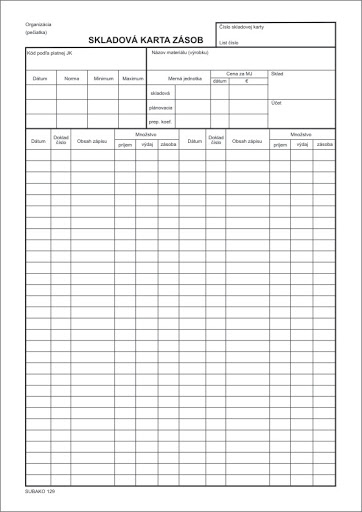 Organizácia
(pečiatka)
SKLADOVÁ KARTA ZÁSOB
Číslo skladovej karty
List číslo
Kód podľa platnej JK
Názov materiálu (výrobku)
Dátum Norma Minimum Maximum Merná jednotka Cena za MJ Sklad
dátum €
skladová
plánovacia
Účet
prep. koef.
Dátum Doklad číslo Obsah zápisu Množstvo Dátum Doklad číslo Obsah zápisu Množstvo
príjem výdaj zásoba príjem výdaj zásoba
SUBAKO 129